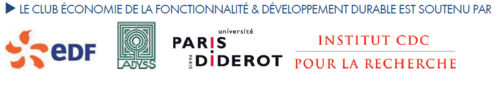 LE CLUB ÉCONOMIE DE LA FONCTIONNALITÉ & DÉVELOPPEMENT DURABLE EST SOUTENU PAR
edf
LADYSS
université
PARIS
PARIS DIDEROT
INSTITUT CDC
POUR LA RECHERCHE